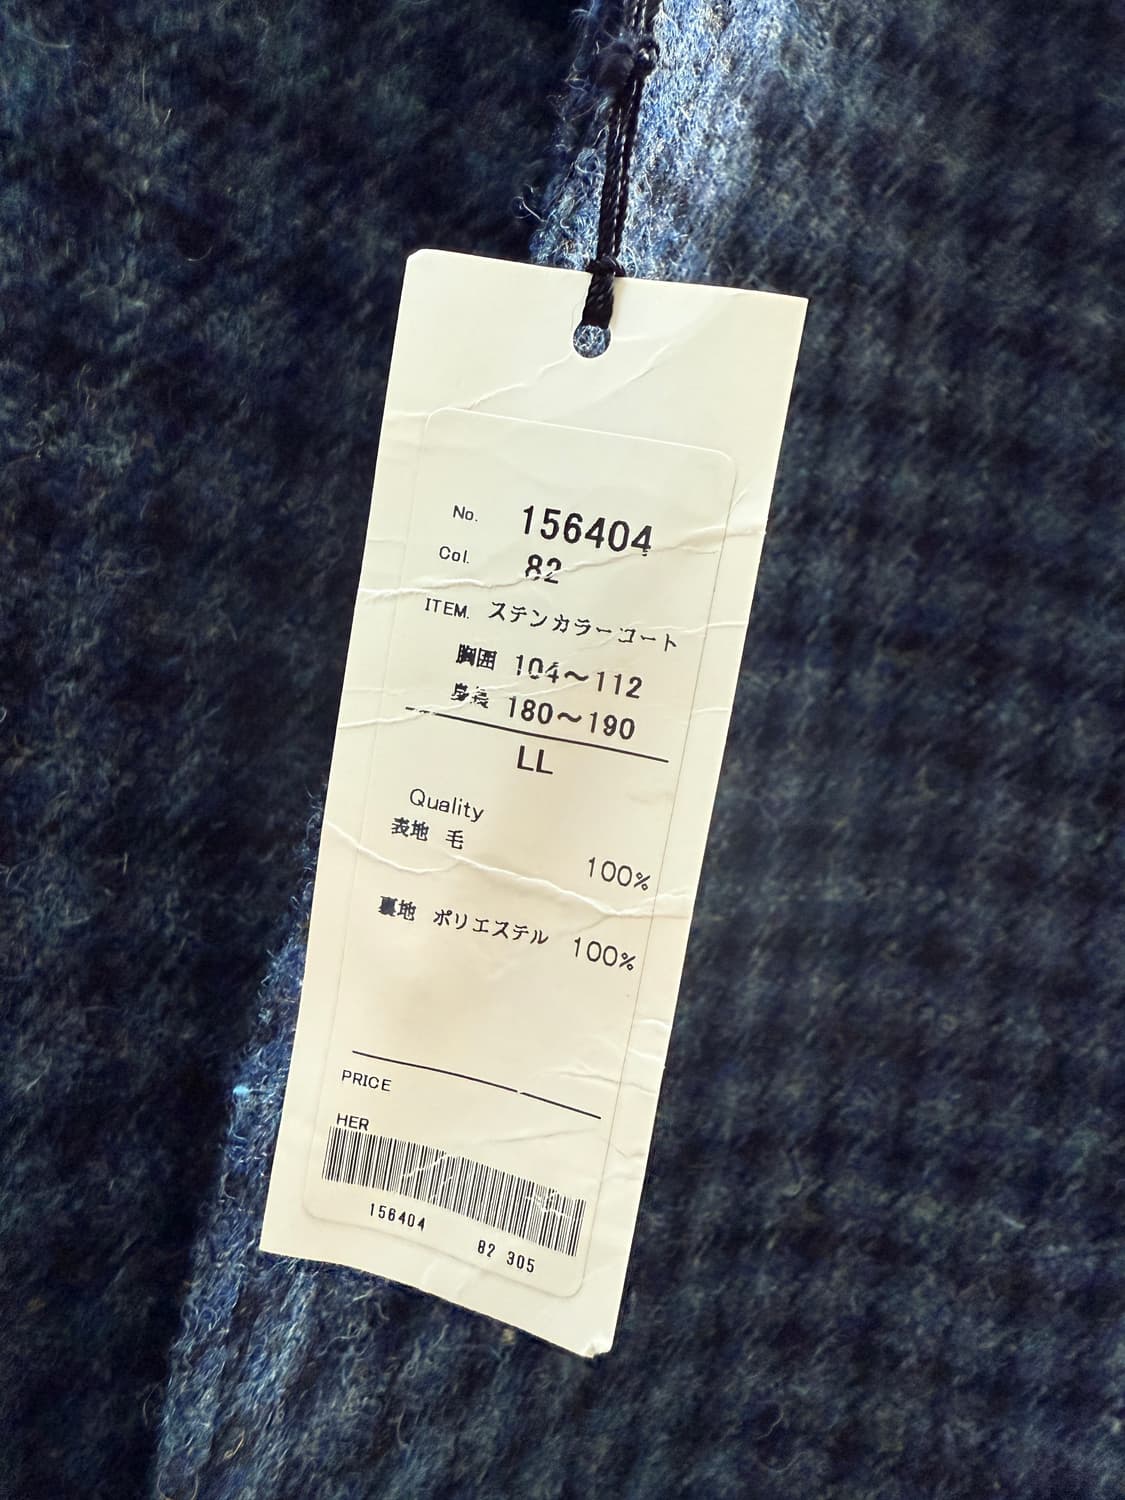 No. 156404
Col. 82
ITEM. ステンカラーコート
胸囲 104～112
身長 180～190
LL
Quality
表地 毛
100%
裏地 ポリエステル 100%
PRICE
HER
156404 82 305